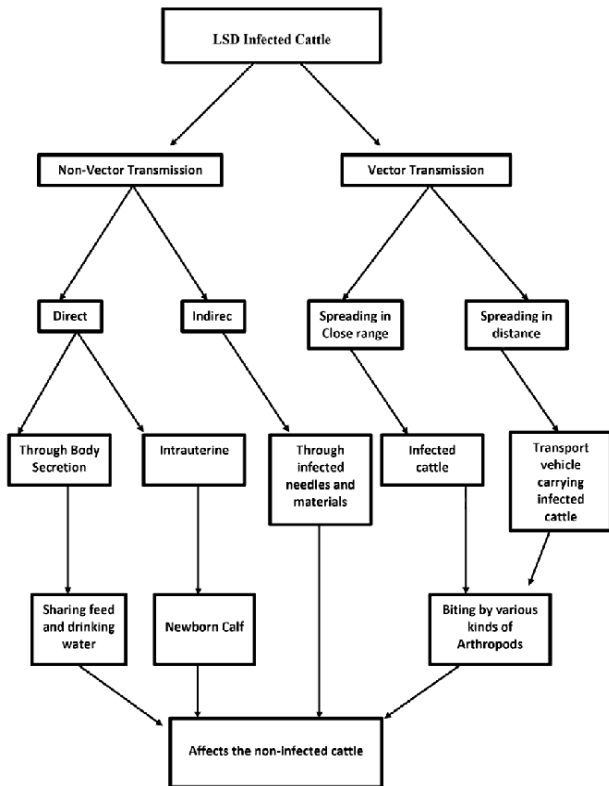 LSD Infected Cattle
Non-Vector Transmission
Vector Transmission
Direct
Indirec
Spreading in
Close range
Spreading in
distance
Through Body
Secretion
Intrauterine
Through
infected
needles and
materials
Infected
cattle
Transport
vehicle
carrying
infected
cattle
Sharing feed
and drinking
water
Newborn Calf
Biting by various
kinds of
Arthropods
Affects the non-infected cattle